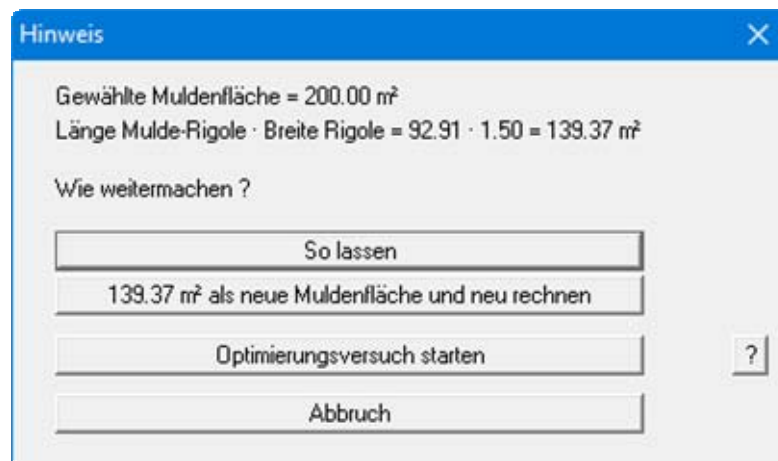 Hinweis
Gewählte Muldenfläche = 200.00 m²
Länge Mulde-Rigole · Breite Rigole = 92.91 · 1.50 = 139.37 m²
Wie weitermachen ?
So lassen
139.37 m² als neue Muldenfläche und neu rechnen
Optimierungsversuch starten
?
Abbruch